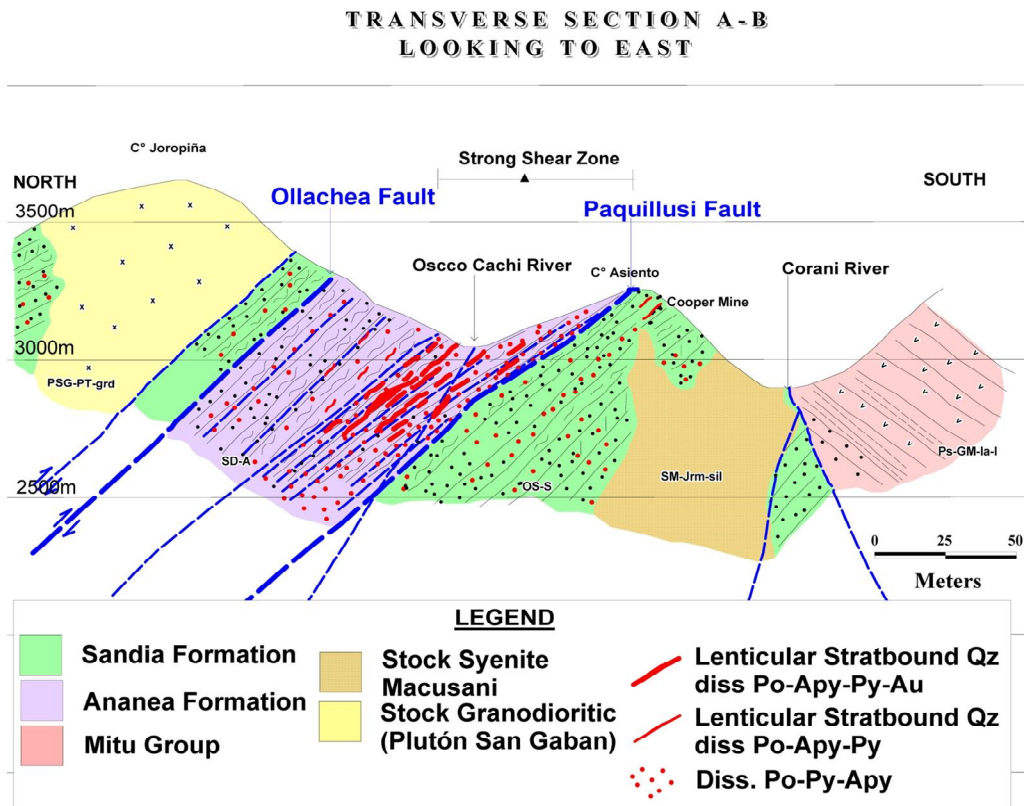 TRANSVERSE SECTION A-B
LOOKING TO EAST
C° Joropiña
Strong Shear Zone
NORTH
SOUTH
Ollachea Fault
Paquillusi Fault
3500m
Oscco Cachi River
C° Asiento
Corani River
Cooper Mine
3000m
PSG-PT-grd
SD-A
Ps-GM-la-l
SM-Jrm-sil
OS-S
2500m
0 25 50
Meters
LEGEND
Sandia Formation
Ananea Formation
Mitu Group
Stock Syenite
Macusani
Stock Granodioritic
(Plutón San Gaban)
Lenticular Stratbound Qz
diss Po-Apy-Py-Au
Lenticular Stratbound Qz
diss Po-Apy-Py
Diss. Po-Py-Apy